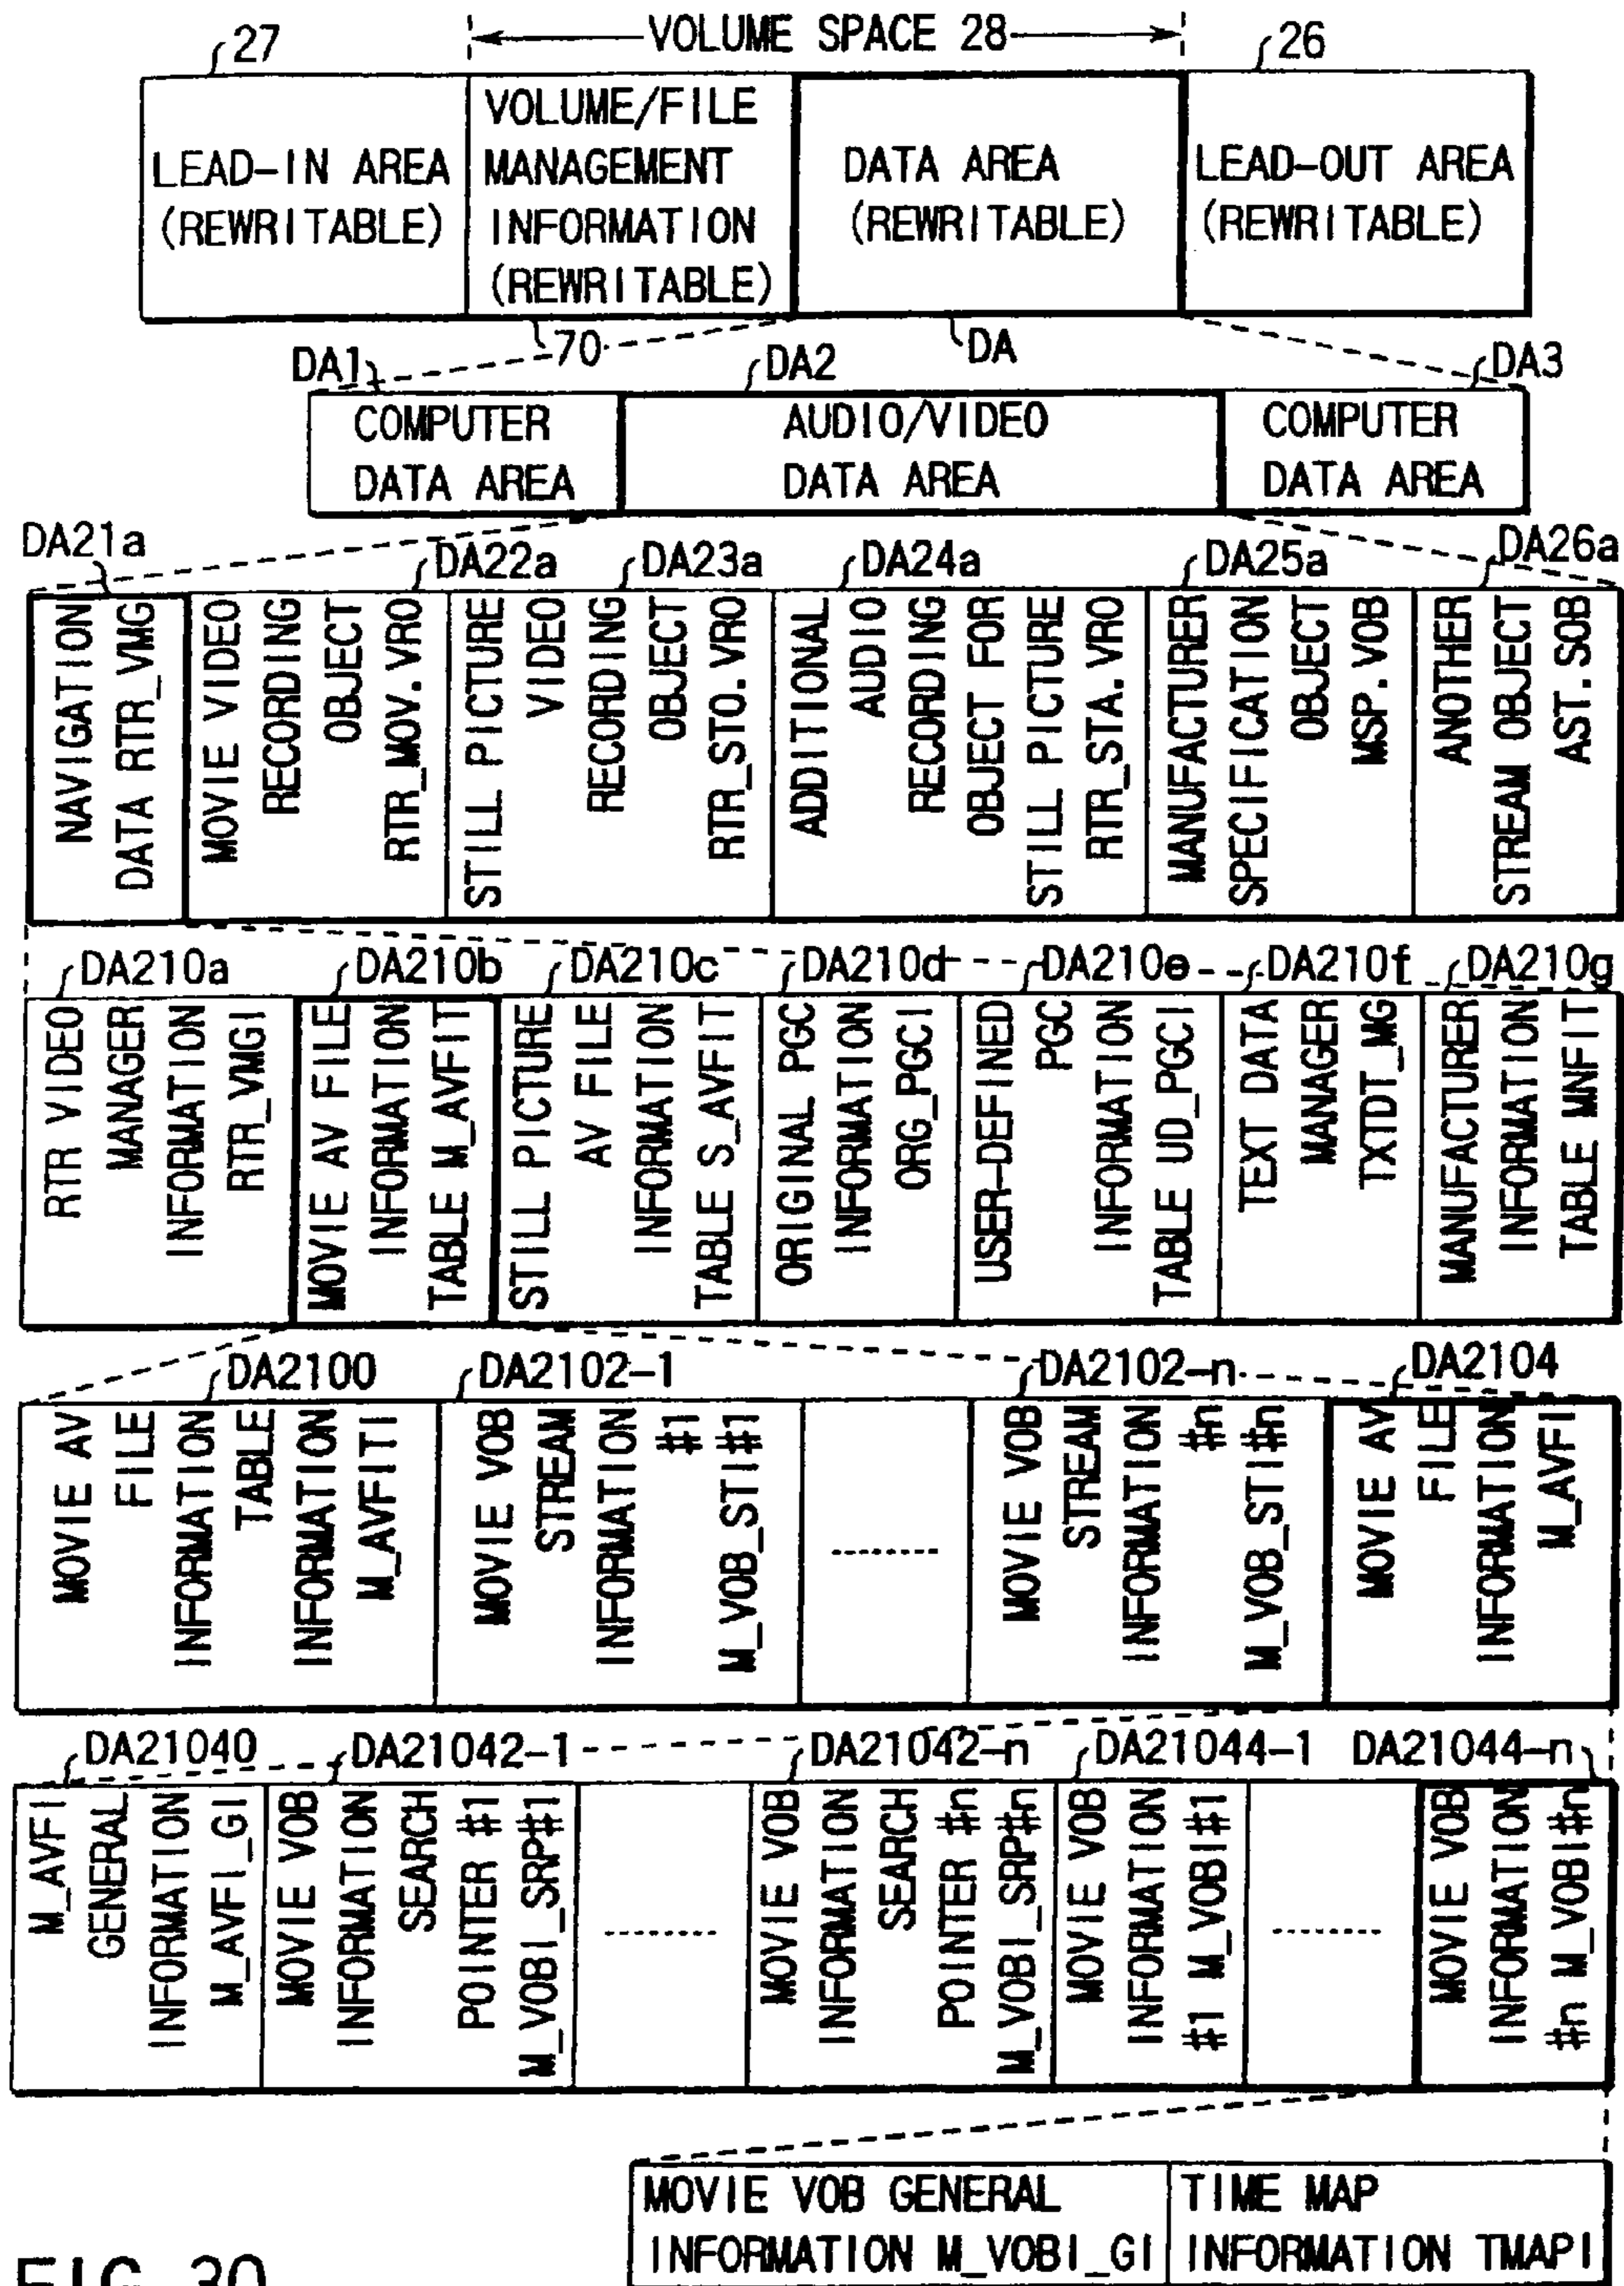 27
VOLUME SPACE 28
26
LEAD-IN AREA
(REWRITABLE)
VOLUME/FILE
MANAGEMENT
INFORMATION
(REWRITABLE)
DATA AREA
(REWRITABLE)
LEAD-OUT AREA
(REWRITABLE)
70
DA
DA1
DA2
DA3
COMPUTER
DATA AREA
AUDIO/VIDEO
DATA AREA
COMPUTER
DATA AREA
DA21a
DA22a
DA23a
DA24a
DA25a
DA26a
NAVIGATION
DATA RTR_VMG
MOVIE VIDEO
RECORDING
OBJECT
RTR_MOV.VRO
STILL PICTURE
VIDEO
RECORDING
OBJECT
RTR_STO.VRO
ADDITIONAL
AUDIO
RECORDING
OBJECT FOR
STILL PICTURE
RTR_STA.VRO
MANUFACTURER
SPECIFICATION
OBJECT
MSP.VOB
ANOTHER
STREAM OBJECT
AST.SOB
DA210a
DA210b
DA210c
DA210d
DA210e
DA210f
DA210g
RTR VIDEO
MANAGER
INFORMATION
RTR_VMGI
MOVIE AV FILE
INFORMATION
TABLE M_AVFIT
STILL PICTURE
AV FILE
INFORMATION
TABLE S_AVFIT
ORIGINAL PGC
INFORMATION
ORG_PGCI
USER-DEFINED
PGC
INFORMATION
TABLE UD_PGCI
TEXT DATA
MANAGER
TXTDT_MG
MANUFACTURER
INFORMATION
TABLE MNFIT
DA2100
DA2102-1
DA2102-n
DA2104
MOVIE AV
FILE
INFORMATION
TABLE
INFORMATION
M_AVFITI
MOVIE VOB
STREAM
INFORMATION
#1
M_VOB_STI#1
MOVIE VOB
STREAM
INFORMATION
#n
M_VOB_STI#n
MOVIE AV
FILE
INFORMATION
M_AVFI
DA21040
DA21042-1
DA21042-n
DA21044-1
DA21044-n
M_AVFI
GENERAL
INFORMATION
M_AVFI_GI
MOVIE VOB
INFORMATION
SEARCH
POINTER #1
M_VOBI_SRP#1
MOVIE VOB
INFORMATION
SEARCH
POINTER #n
M_VOBI_SRP#n
MOVIE VOB
INFORMATION
#1 M_VOBI#1
MOVIE VOB
INFORMATION
#n M_VOBI#n
MOVIE VOB GENERAL
INFORMATION M_VOBI_GI
TIME MAP
INFORMATION TMAPI
FIG. 30